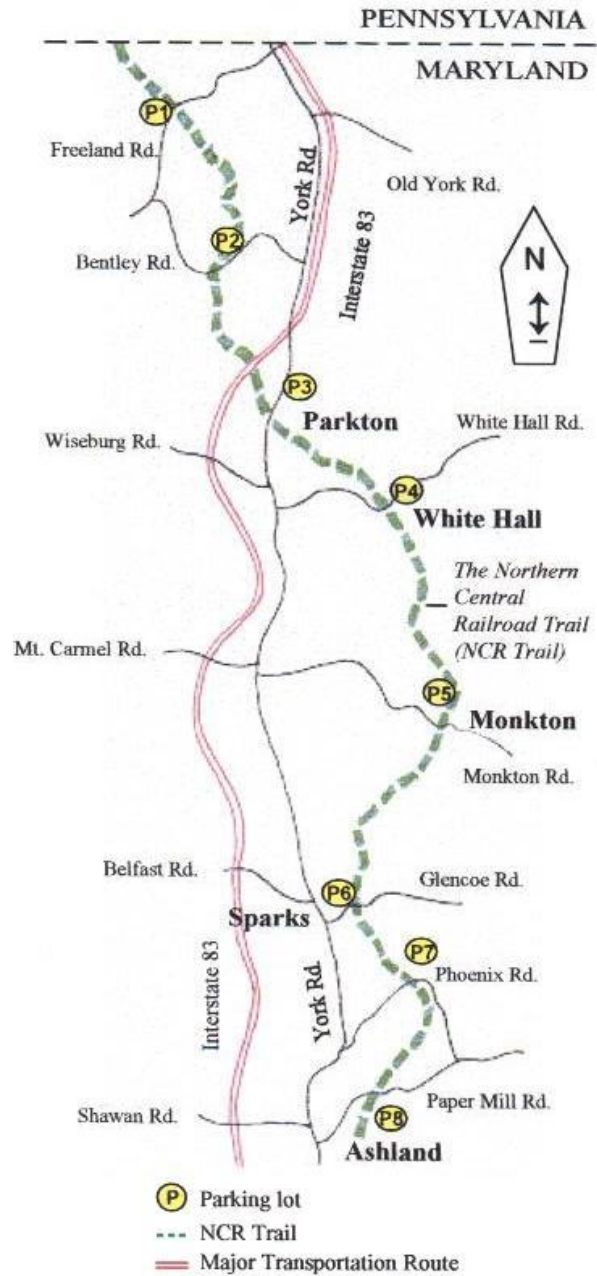 PENNSYLVANIA
MARYLAND
P1
Freeland Rd.
York Rd.
Old York Rd.
Interstate 83
P2
Bentley Rd.
N
P3
Parkton
White Hall Rd.
Wiseburg Rd.
P4
White Hall
The Northern
Central
Railroad Trail
(NCR Trail)
Mt. Carmel Rd.
P5
Monkton
Monkton Rd.
Belfast Rd.
P6
Glencoe Rd.
Sparks
P7
Phoenix Rd.
Interstate 83
York Rd.
Shawan Rd.
Paper Mill Rd.
P8
Ashland
P Parking lot
NCR Trail
Major Transportation Route